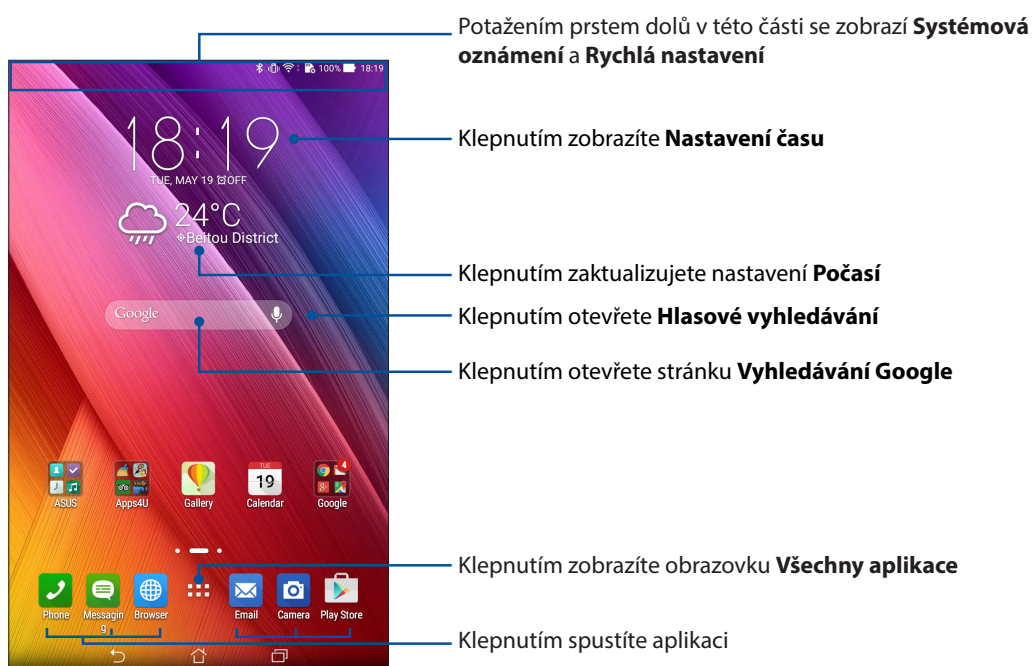 Potažením prstem dolů v této části se zobrazí Systémová
oznámení a Rychlá nastavení
100% 18:19
18:19
Klepnutím zobrazíte Nastavení času
TUE, MAY 19 OFF
24°C
Beitou District
Klepnutím zaktualizujete nastavení Počasí
Google
Klepnutím otevřete Hlasové vyhledávání
Klepnutím otevřete stránku Vyhledávání Google
TUE
19
4
ASUS Apps4U Gallery Calendar Google
Klepnutím zobrazíte obrazovku Všechny aplikace
Phone Messagin Browser Email Camera Play Store
g
Klepnutím spustíte aplikaci